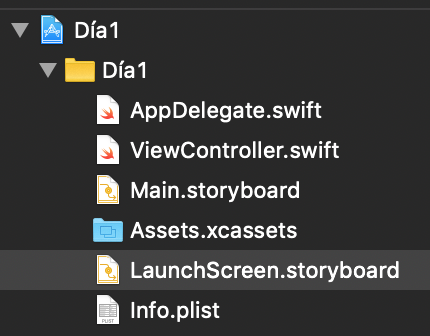 Día1
Día1
AppDelegate.swift
ViewController.swift
Main.storyboard
Assets.xcassets
LaunchScreen.storyboard
Info.plist